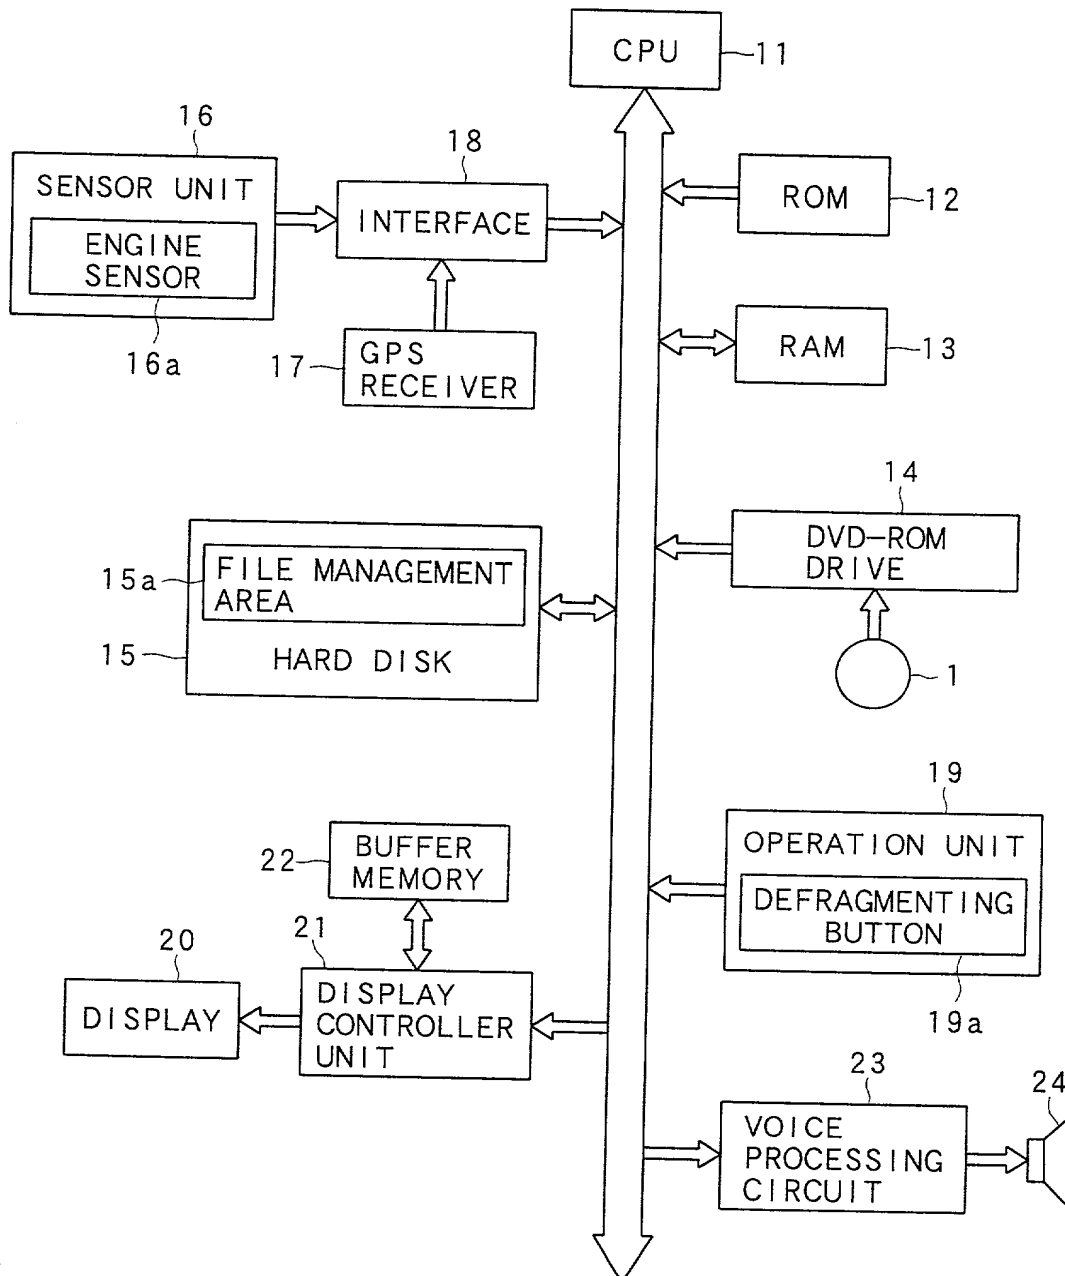 CPU
11
16
SENSOR UNIT
ENGINE
SENSOR
16a
18
INTERFACE
17
GPS
RECEIVER
ROM
12
RAM
13
14
DVD-ROM
DRIVE
1
15a
FILE MANAGEMENT
AREA
15
HARD DISK
19
OPERATION UNIT
DEFRAGMENTING
BUTTON
19a
22
BUFFER
MEMORY
20
DISPLAY
21
DISPLAY
CONTROLLER
UNIT
23
VOICE
PROCESSING
CIRCUIT
24